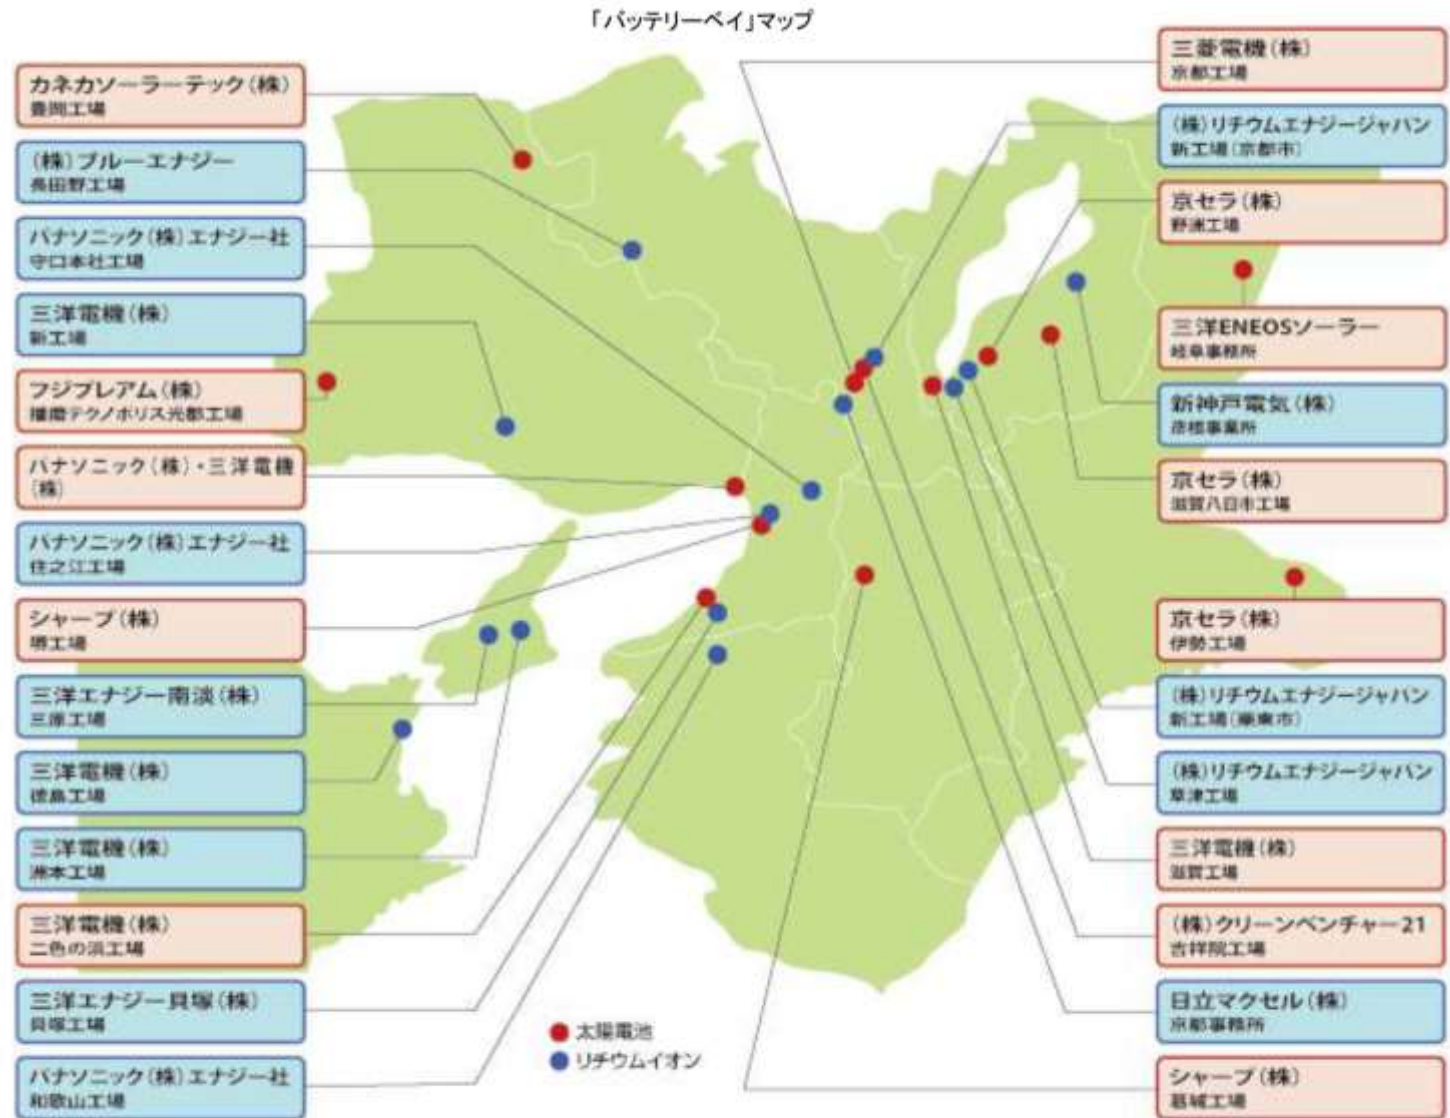 「バッテリーベイ」マップ
カネカソーラーテック(株)
豊岡工場
(株)ブルーエナジー
長田野工場
パナソニック(株)エナジー社
守口本社工場
三洋電機(株)
新工場
フジプレアム(株)
播磨テクノポリス光都工場
パナソニック(株)・三洋電機
(株)
パナソニック(株)エナジー社
住之江工場
シャープ(株)
堺工場
三洋エナジー南淡(株)
三原工場
三洋電機(株)
徳島工場
三洋電機(株)
洲本工場
三洋電機(株)
二色の浜工場
三洋エナジー貝塚(株)
貝塚工場
パナソニック(株)エナジー社
和歌山工場
太陽電池
リチウムイオン
三菱電機(株)
京都工場
(株)リチウムエナジージャパン
新工場(京都市)
京セラ(株)
野洲工場
三洋ENEOSソーラー
岐阜事務所
新神戸電気(株)
彦根事業所
京セラ(株)
滋賀八日市工場
京セラ(株)
伊勢工場
(株)リチウムエナジージャパン
新工場(栗東市)
(株)リチウムエナジージャパン
草津工場
三洋電機(株)
滋賀工場
(株)クリーンベンチャー21
吉祥院工場
日立マクセル(株)
京都事務所
シャープ(株)
葛城工場